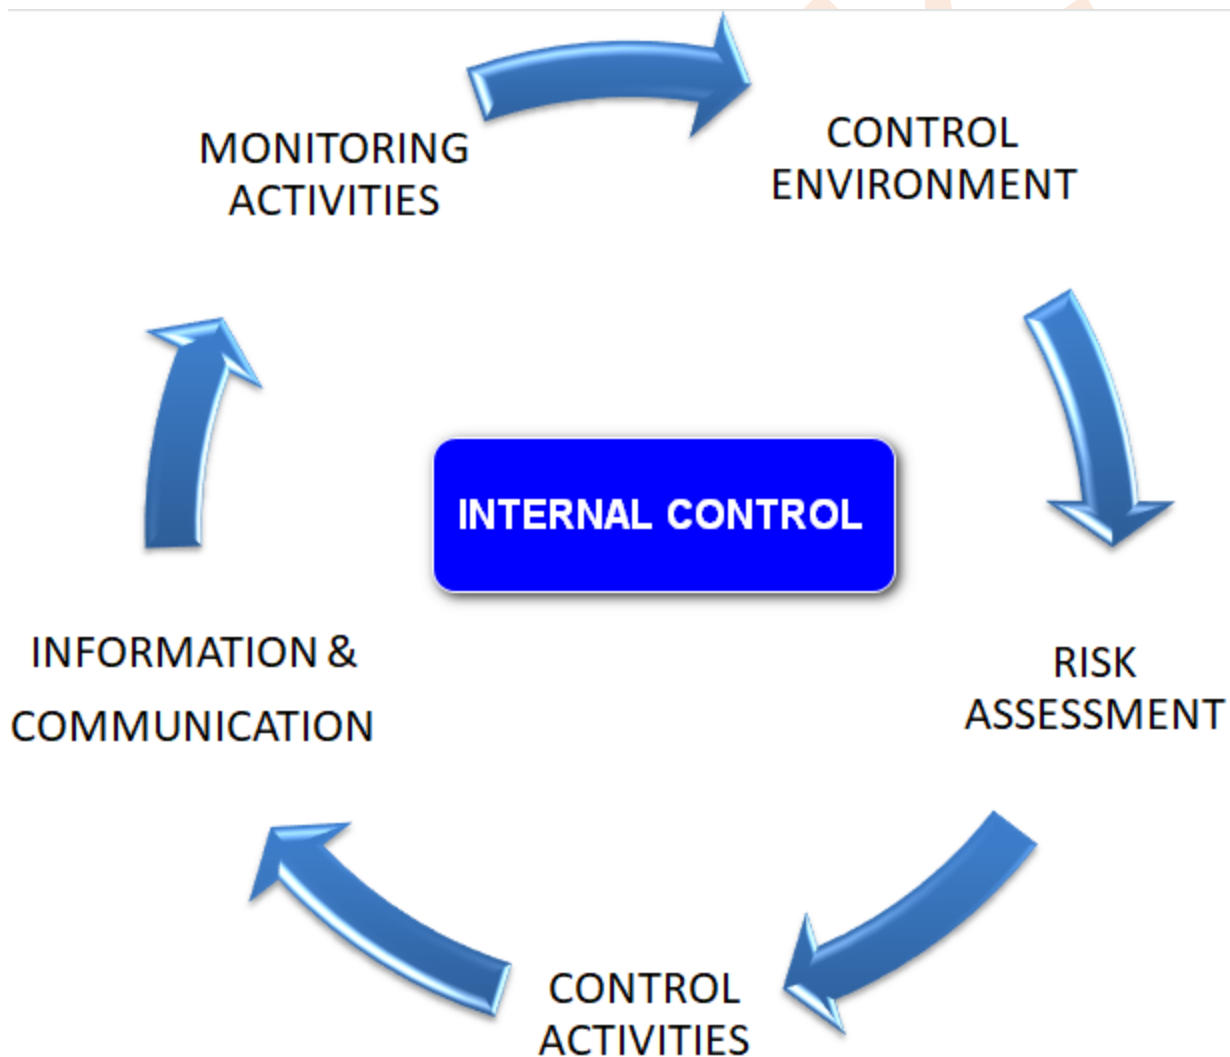 MONITORING
ACTIVITIES
CONTROL
ENVIRONMENT
INTERNAL CONTROL
INFORMATION &
COMMUNICATION
RISK
ASSESSMENT
CONTROL
ACTIVITIES